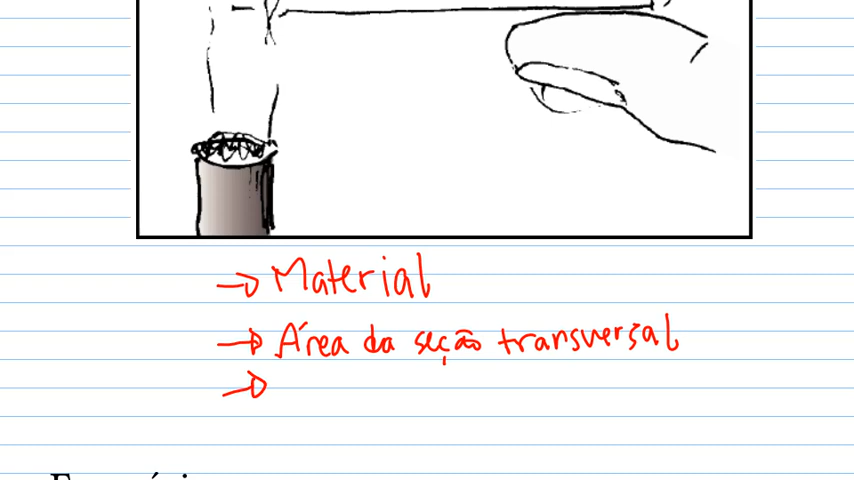 → Material
→ Área da seção transversal
→